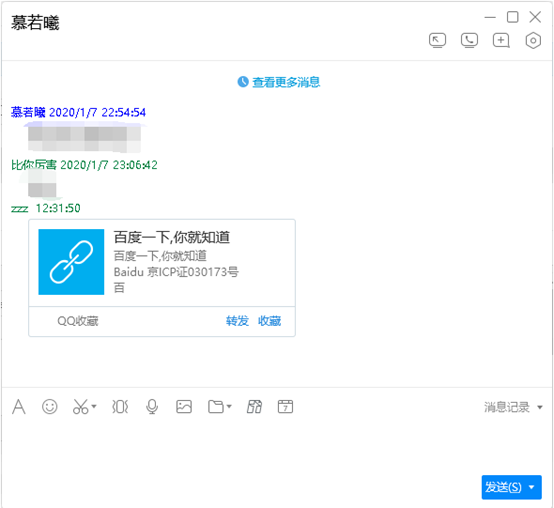 慕若曦
查看更多消息
慕若曦 2020/1/7 22:54:54
比你厉害 2020/1/7 23:06:42
zzz 12:31:50
百度一下,你就知道
百度一下,你就知道
Baidu 京ICP证030173号
百
QQ收藏 转发 收藏
消息记录
7
发送(S)